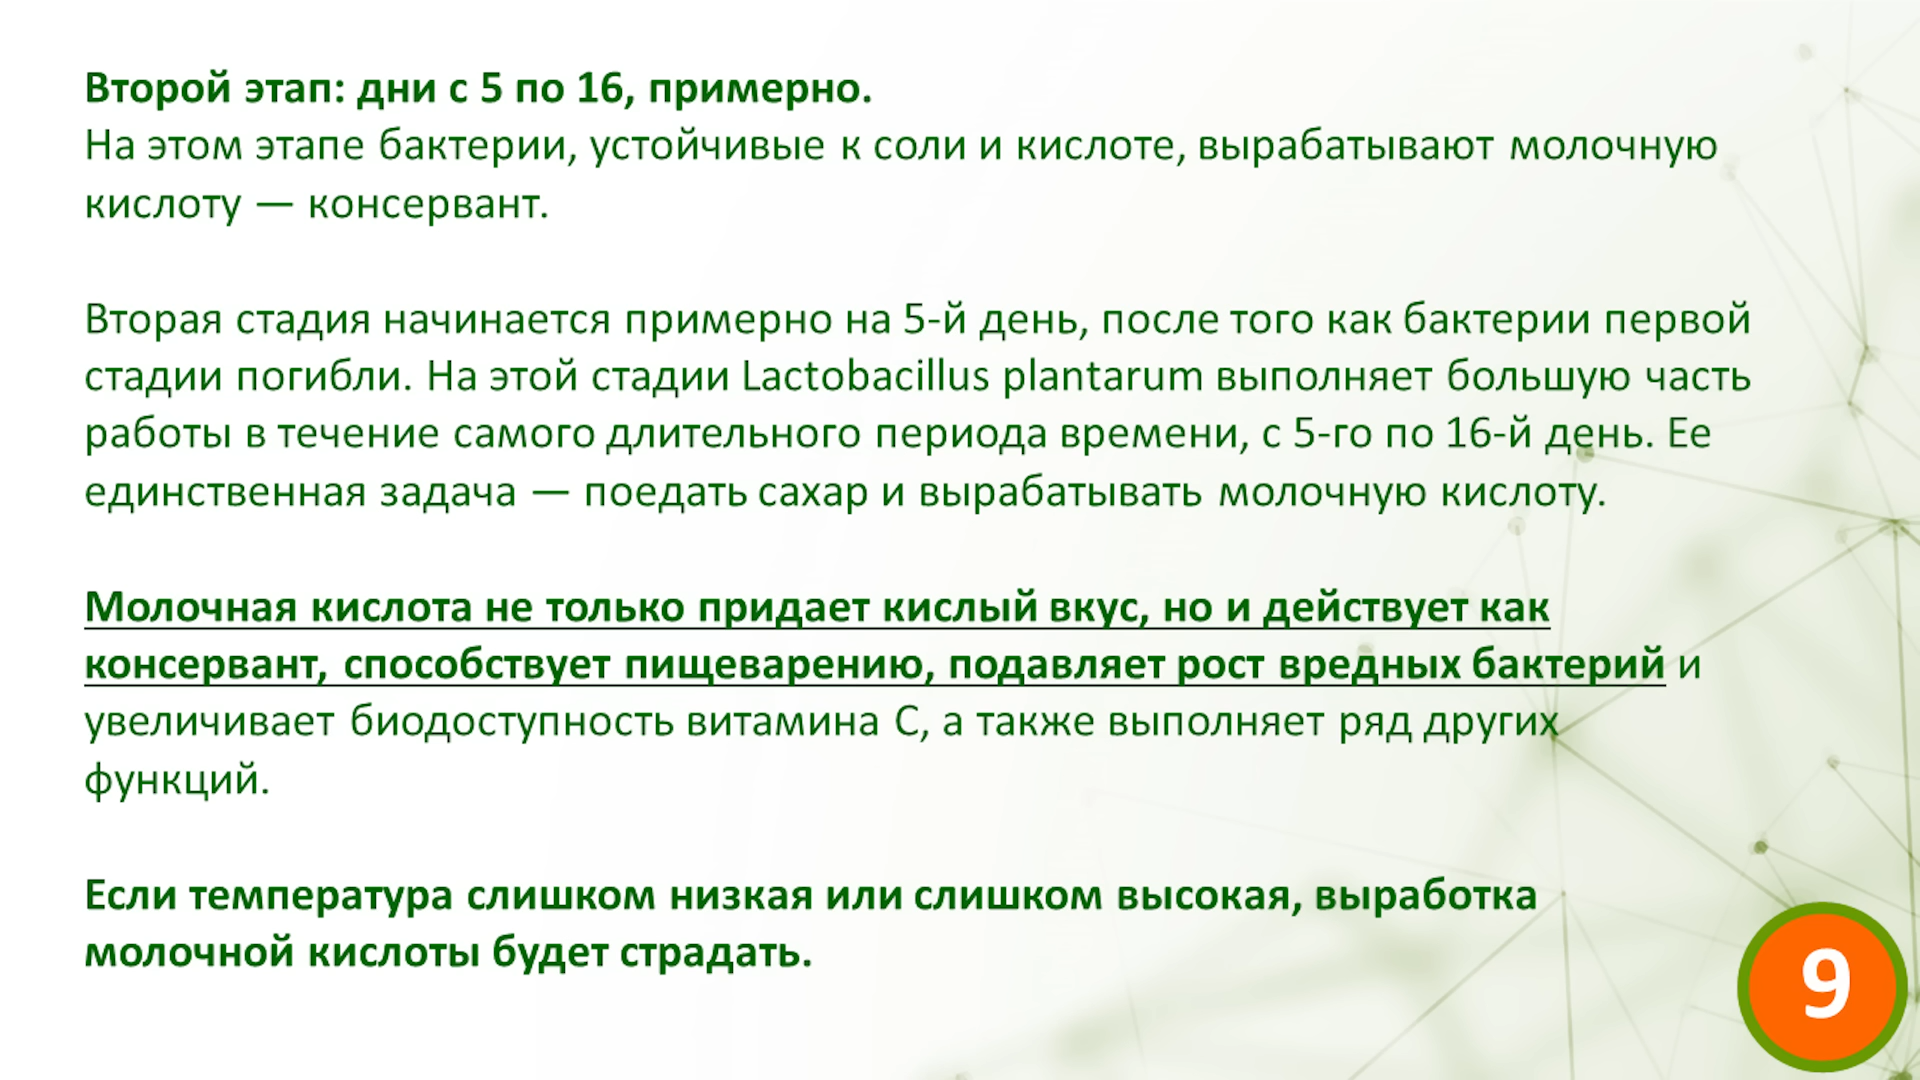 Второй этап: дни с 5 по 16, примерно.
На этом этапе бактерии, устойчивые к соли и кислоте, вырабатывают молочную
кислоту — консервант.
Вторая стадия начинается примерно на 5-й день, после того как бактерии первой
стадии погибли. На этой стадии Lactobacillus plantarum выполняет большую часть
работы в течение самого длительного периода времени, с 5-го по 16-й день. Ее
единственная задача — поедать сахар и вырабатывать молочную кислоту.
Молочная кислота не только придает кислый вкус, но и действует как
консервант, способствует пищеварению, подавляет рост вредных бактерий и
увеличивает биодоступность витамина С, а также выполняет ряд других
функций.
Если температура слишком низкая или слишком высокая, выработка
молочной кислоты будет страдать.
9